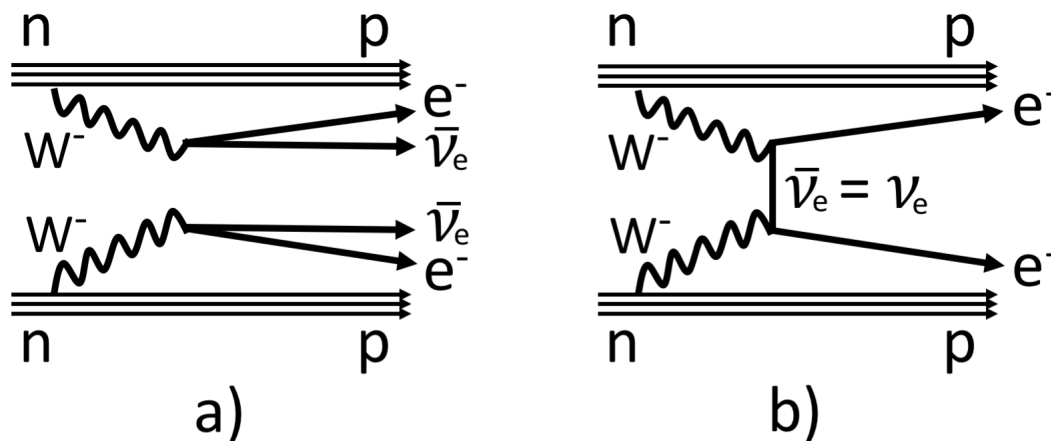 n p
e⁻
W⁻ ν̄ₑ
W⁻ ν̄ₑ
e⁻
n p
a)
n p
e⁻
W⁻
ν̄ₑ = νₑ
W⁻
e⁻
n p
b)